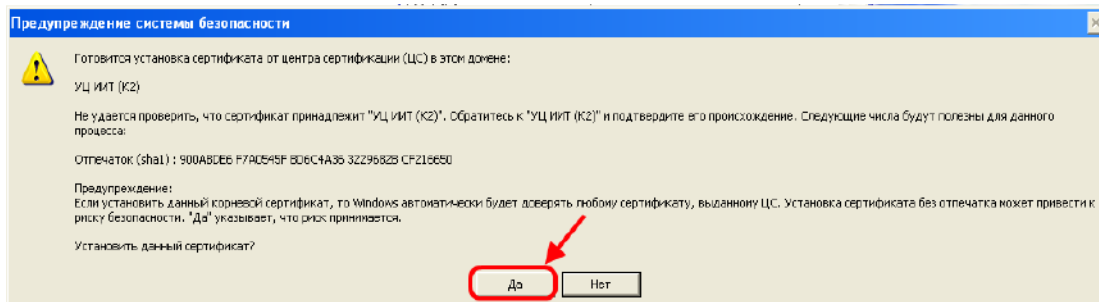 Предупреждение системы безопасности
Готовится установка сертификата от центра сертификации (ЦС) в этом домене:
УЦ ИИТ (К2)
Не удается проверить, что сертификат принадлежит "УЦ ИИТ (К2)". Обратитесь к "УЦ ИИТ (К2)" и подтвердите его происхождение. Следующие числа будут полезны для данного
процесса:
Отпечаток (sha1) : 900ABDE6 F7AC545F BD6C4A36 3229682B CF216650
Предупреждение:
Если установить данный корневой сертификат, то Windows автоматически будет доверять любому сертификату, выданному ЦС. Установка сертификата без отпечатка может привести к
риску безопасности. "Да" указывает, что риск принимается.
Установить данный сертификат?
Да
Нет